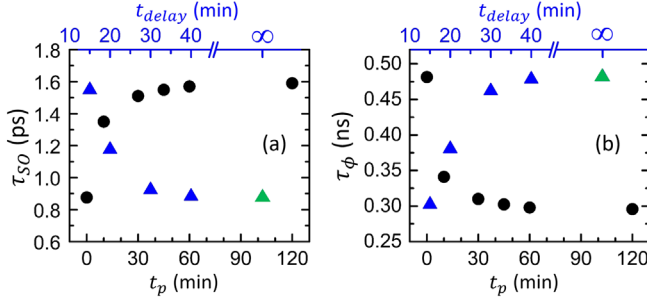 t_delay (min)
10 20 30 40 ∞
1.8
1.6
1.4
1.2
1.0
0.8
0.6
τ_SO (ps)
(a)
0 30 60 90 120
t_p (min)
t_delay (min)
10 20 30 40 ∞
0.50
0.45
0.40
0.35
0.30
0.25
τ_ϕ (ns)
(b)
0 30 60 90 120
t_p (min)